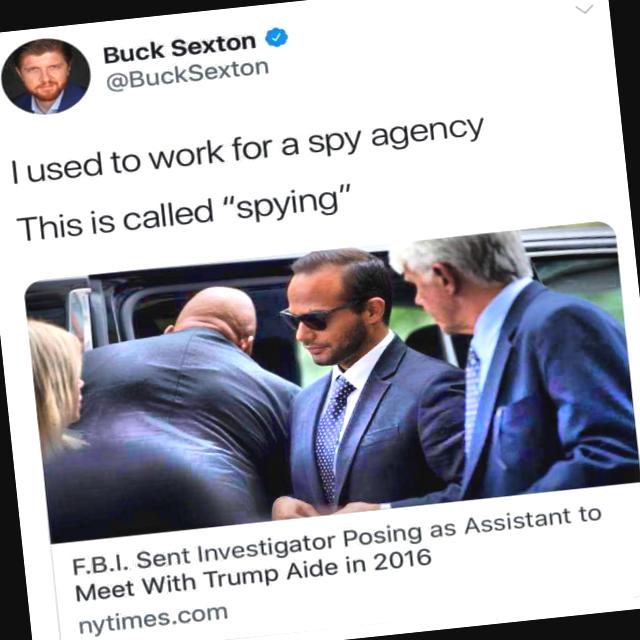 Buck Sexton
@BuckSexton
I used to work for a spy agency
This is called “spying”
F.B.I. Sent Investigator Posing as Assistant to
Meet With Trump Aide in 2016
nytimes.com